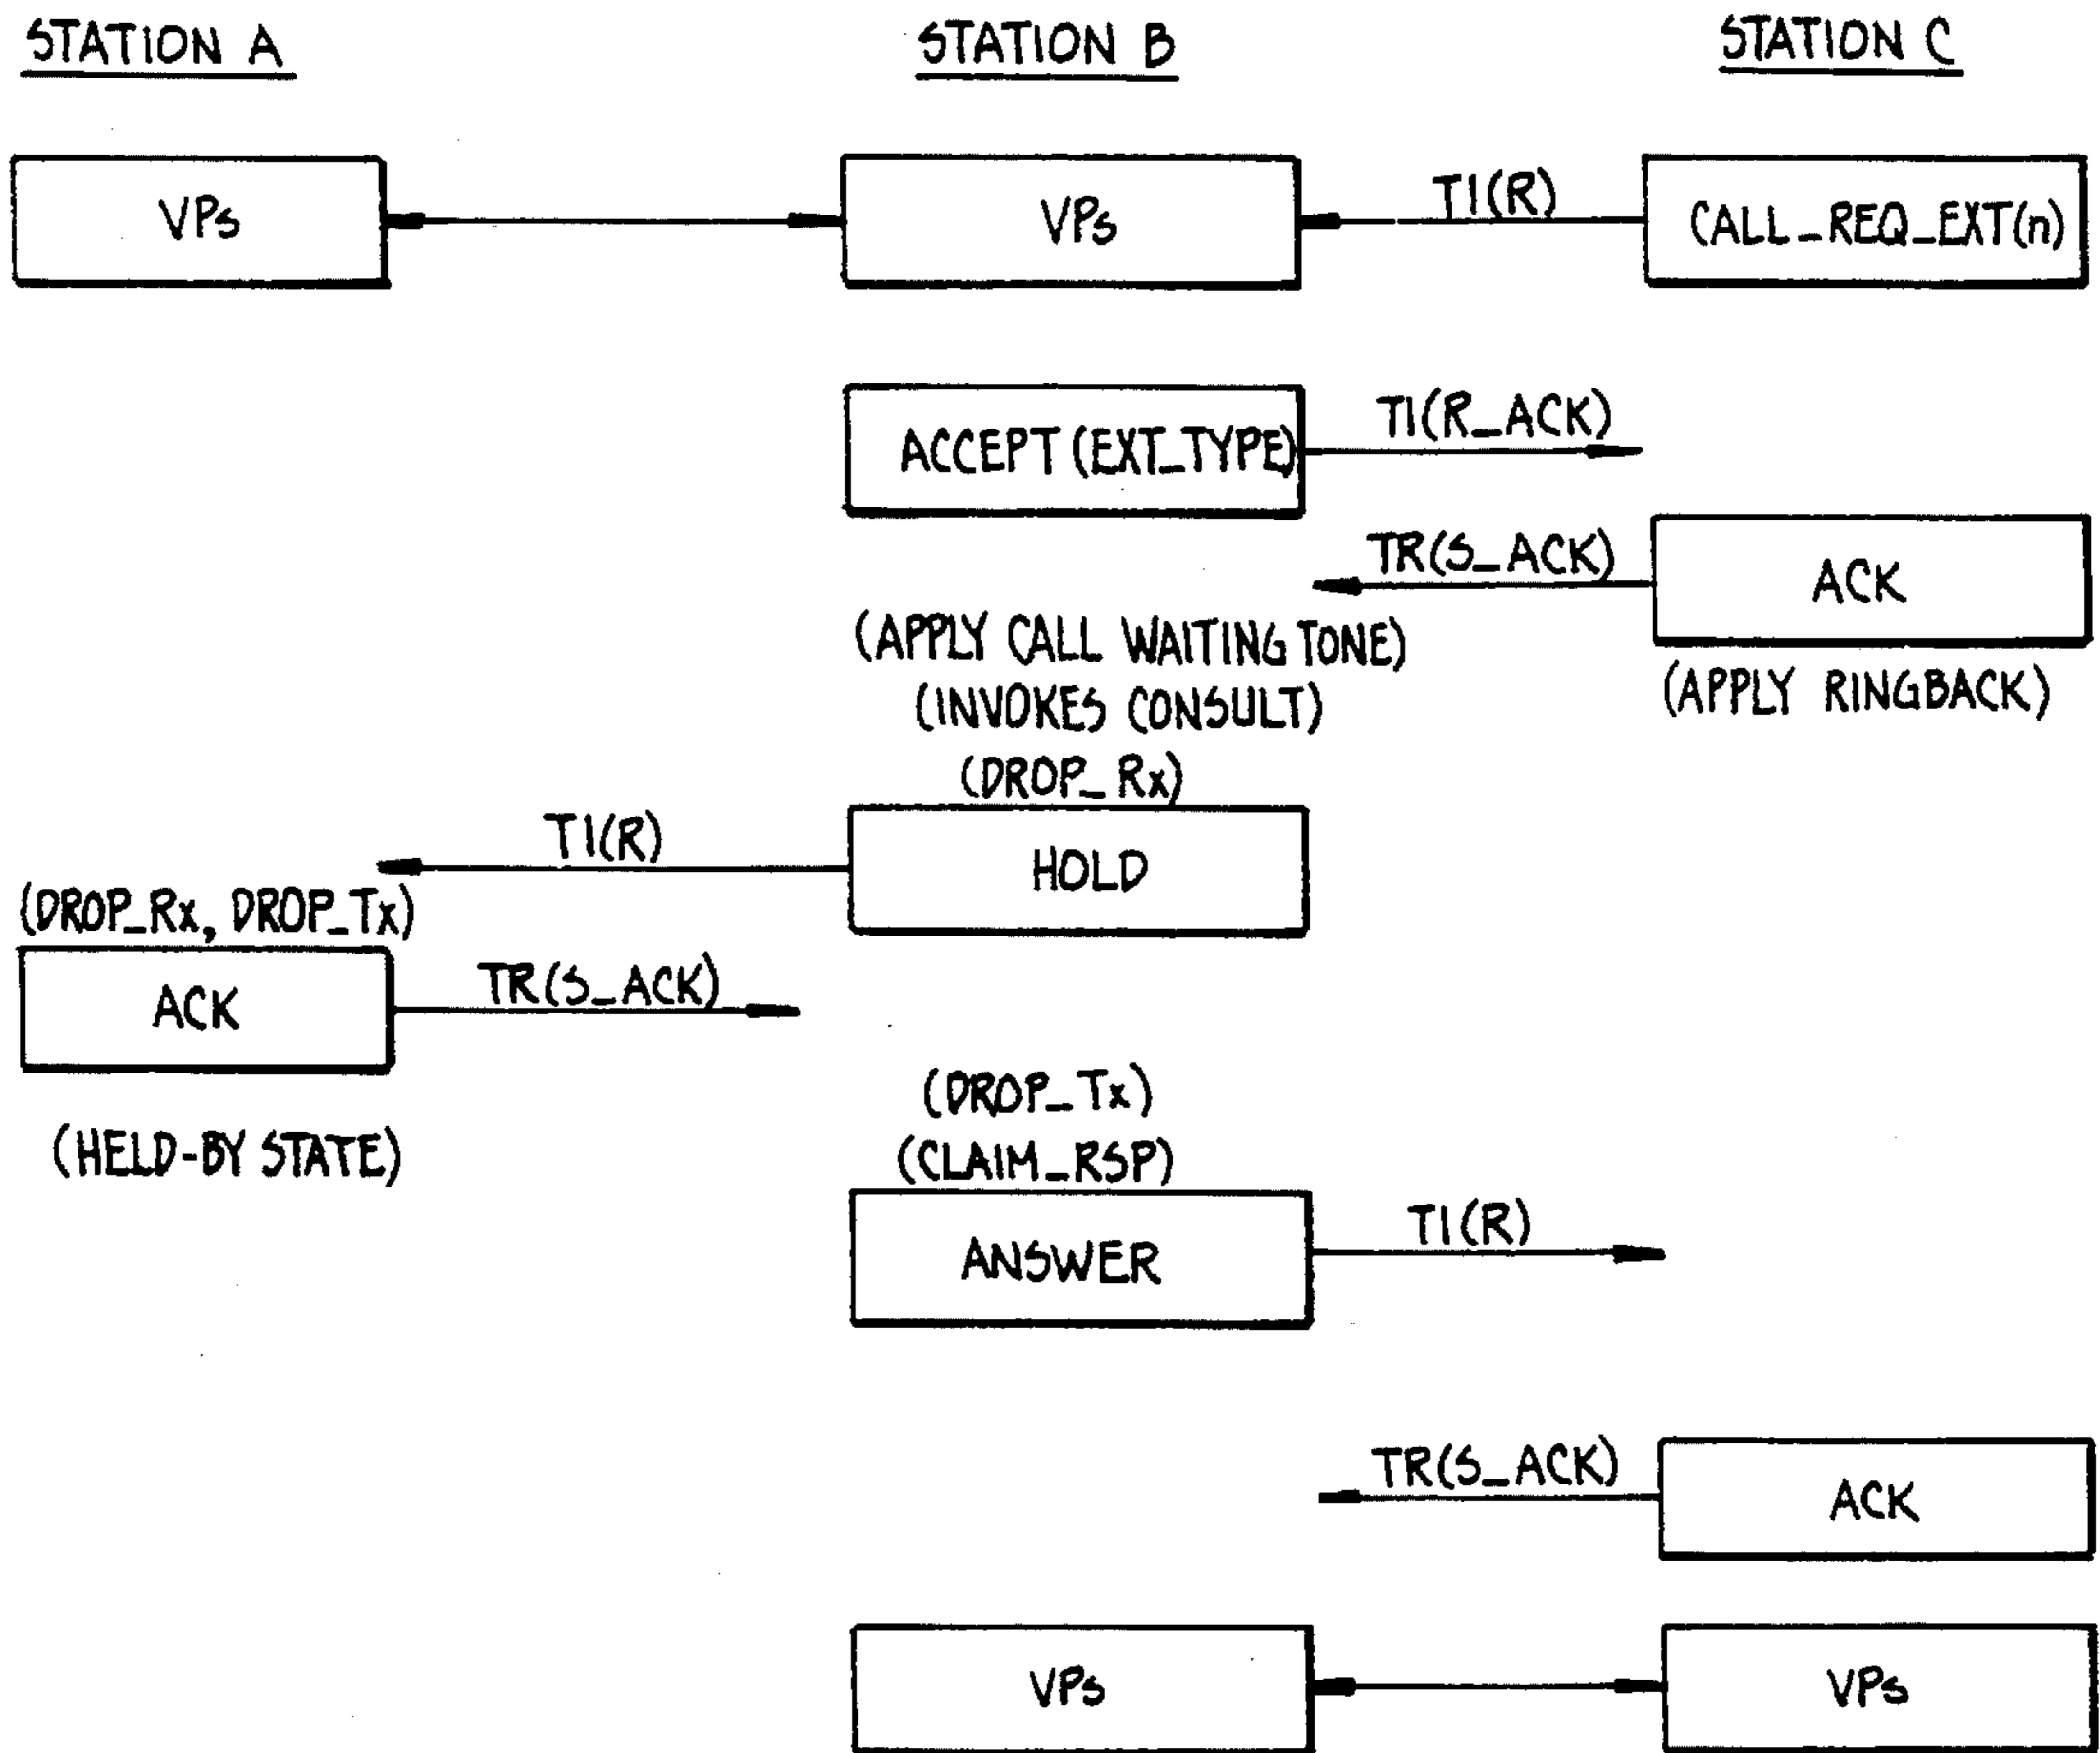 STATION A
STATION B
STATION C
VPs
VPs
TI(R)
CALL_REQ_EXT(n)
ACCEPT (EXT_TYPE)
TI(R_ACK)
TR(S_ACK)
ACK
(APPLY CALL WAITING TONE)
(APPLY RINGBACK)
(INVOKES CONSULT)
(DROP_Rx)
TI(R)
HOLD
(DROP_Rx, DROP_Tx)
ACK
TR(S_ACK)
(DROP_Tx)
(HELD-BY STATE)
(CLAIM_RSP)
ANSWER
TI(R)
TR(S_ACK)
ACK
VPs
VPs